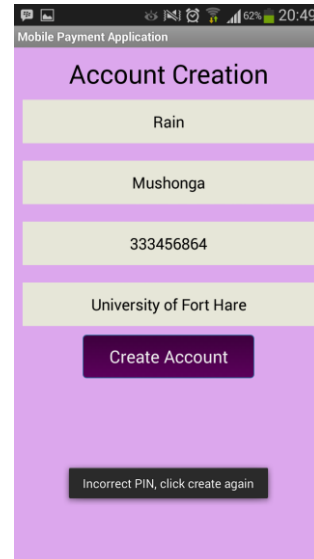 62% 20:49
Mobile Payment Application
Account Creation
Rain
Mushonga
333456864
University of Fort Hare
Create Account
Incorrect PIN, click create again